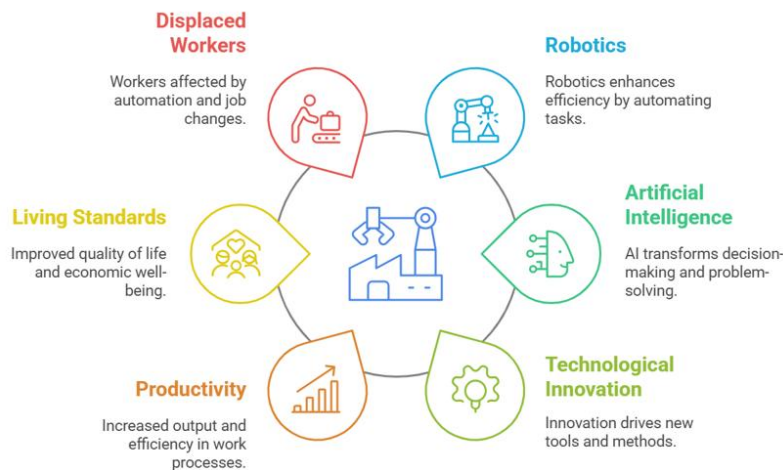 Displaced
Workers
Workers affected by
automation and job
changes.
Robotics
Robotics enhances
efficiency by automating
tasks.
Living Standards
Improved quality of life
and economic well-
being.
Artificial
Intelligence
AI transforms decision-
making and problem-
solving.
Productivity
Increased output and
efficiency in work
processes.
Technological
Innovation
Innovation drives new
tools and methods.